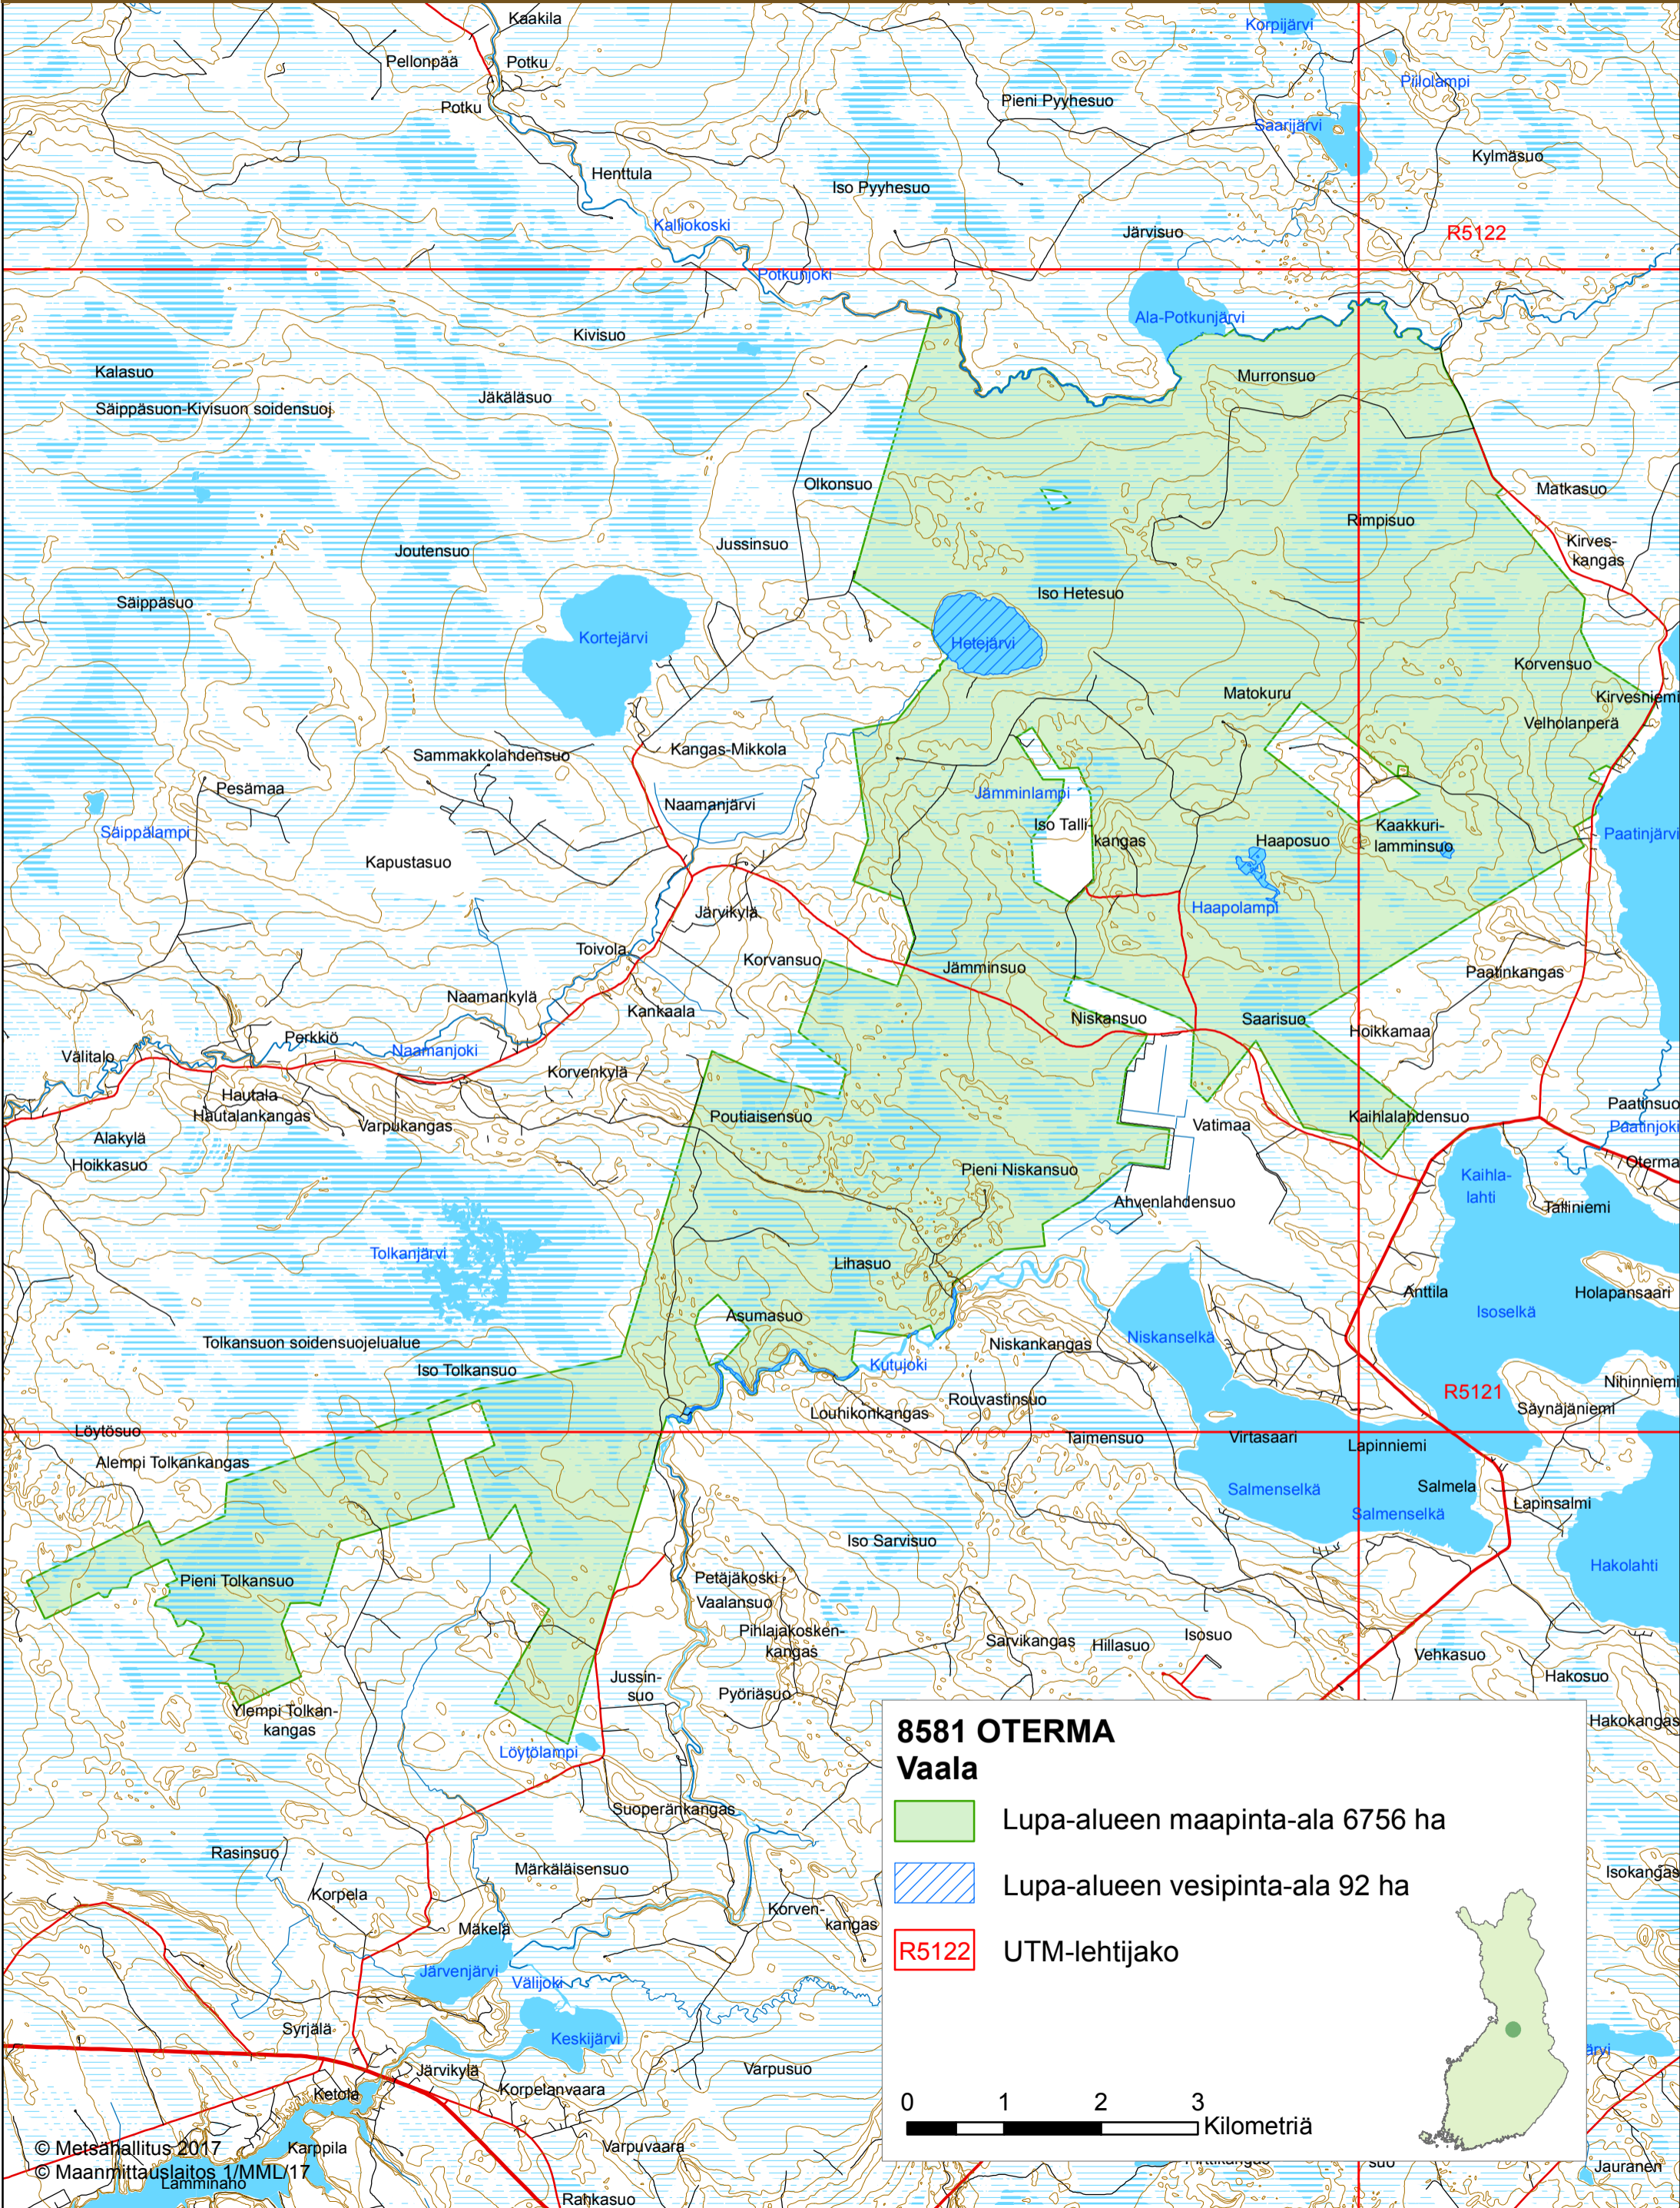 Kaakila
Korpijärvi
Pellonpää
Potku
Piilolampi
Potku
Pieni Pyyhesuo
Saarijärvi
Kylmäsuo
Henttula
Iso Pyyhesuo
Kalliokoski
Järvisuo
R5122
Potkunjoki
Ala-Potkunjärvi
Kivisuo
Kalasuo
Murronsuo
Jäkäläsuo
Säippäsuon-Kivisuon soidensuoj
Olkonsuo
Matkasuo
Rimpisuo
Jussinsuo
Joutensuo
Kirves-
kangas
Iso Hetesuo
Säippäsuo
Kortejärvi
Hetejärvi
Korvensuo
Matokuru
Kirvesniemi
Velholanperä
Kangas-Mikkola
Sammakkolahdensuo
Pesämaa
Jämminlampi
Naamanjärvi
Säippälampi
Iso Talli-
kangas
Haaposuo
Kaakkuri-
lamminsuo
Paatinjärvi
Kapustasuo
Haapolampi
Järvikylä
Toivola
Korvansuo
Jämminsuo
Paatinkangas
Naamankylä
Kankaala
Niskansuo
Saarisuo
Hoikkamaa
Perkkiö
Naamanjoki
Välitalo
Korvenkylä
Hautala
Hautalankangas
Varpukangas
Poutiaisensuo
Paatinsuo
Kaihlalahdensuo
Vatimaa
Paatinjoki
Alakylä
Hoikkasuo
Pieni Niskansuo
Oterma
Kaihla-
lahti
Ahvenlahdensuo
Talliniemi
Tolkanjärvi
Lihasuo
Anttila
Holapansaari
Isoselkä
Asumasuo
Tolkansuon soidensuojelualue
Niskankangas
Niskanselkä
Iso Tolkansuo
Kutujoki
Nihinniemi
R5121
Rouvastinsuo
Louhikonkangas
Säynäjäniemi
Löytösuo
Taimensuo
Virtasaari
Lapinniemi
Alempi Tolkankangas
Salmenselkä
Salmela
Lapinsalmi
Salmenselkä
Iso Sarvisuo
Hakolahti
Pieni Tolkansuo
Petäjäkoski
Vaalansuo
Pihlajakosken-
kangas
Sarvikangas
Hillasuo
Isosuo
Vehkasuo
Hakosuo
Jussin-
suo
Pyöriäsuo
Ylempi Tolkan-
kangas
Hakokangas
Löytölampi
8581 OTERMA
Vaala
Suoperänkangas
Lupa-alueen maapinta-ala 6756 ha
Rasinsuo
Märkäläisensuo
Isokangas
Lupa-alueen vesipinta-ala 92 ha
Korpela
Korven-
kangas
Mäkelä
R5122 UTM-lehtijako
Järvenjärvi
Välijoki
Syrjälä
Keskijärvi
ärvi
Järvikylä
Varpusuo
Korpelanvaara
Ketola
0 1 2 3
Kilometriä
Karppila
Varpuvaara
© Metsähallitus 2017
© Maanmittauslaitos 1/MML/17
suo
Jauranen
Rahkasuo